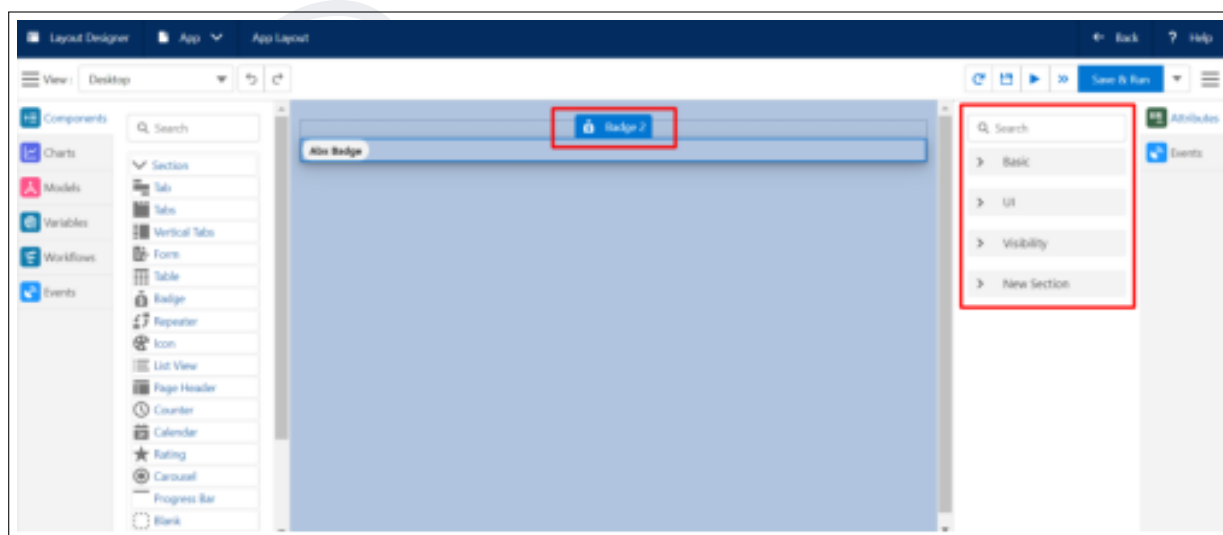 Layout Designer App App Layout Back ? Help
View : Desktop Save & Run
Components
Charts
Models
Variables
Workflows
Events
Search
Section
Tab
Tabs
Vertical Tabs
Form
Table
Badge
Repeater
Icon
List View
Page Header
Counter
Calendar
Rating
Carousel
Progress Bar
Blank
Badge 2
Abs Badge
Search
Basic
UI
Visibility
New Section
Attributes
Events